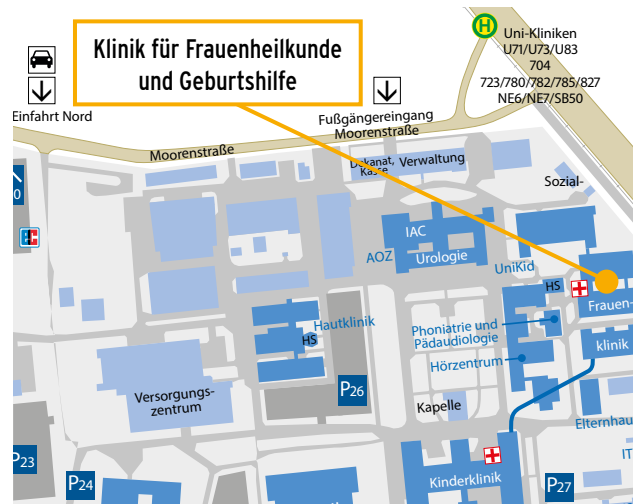 Klinik für Frauenheilkunde
und Geburtshilfe
H
Uni-Kliniken
U71/U73/U83
704
723/780/782/785/827
NE6/NE7/SB50
Einfahrt Nord
Fußgängereingang
Moorenstraße
Moorenstraße
Dekanat,
Kasse
Verwaltung
Sozial-
0
IAC
AOZ
Urologie
UniKid
HS
Frauen-
klinik
Hautklinik
HS
Phoniatrie und
Pädaudiologie
Hörzentrum
Versorgungs-
zentrum
P26
Kapelle
Elternhau
IT
P23
P24
Kinderklinik
P27